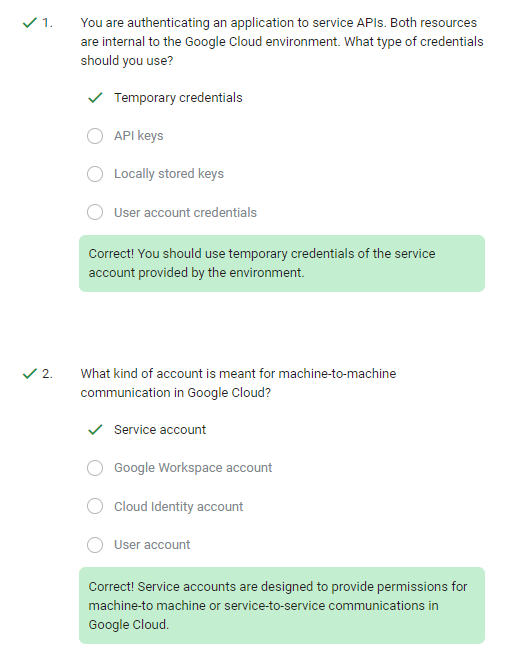 1. You are authenticating an application to service APIs. Both resources
are internal to the Google Cloud environment. What type of credentials
should you use?
Temporary credentials
API keys
Locally stored keys
User account credentials
Correct! You should use temporary credentials of the service
account provided by the environment.
2. What kind of account is meant for machine-to-machine
communication in Google Cloud?
Service account
Google Workspace account
Cloud Identity account
User account
Correct! Service accounts are designed to provide permissions for
machine-to machine or service-to-service communications in
Google Cloud.